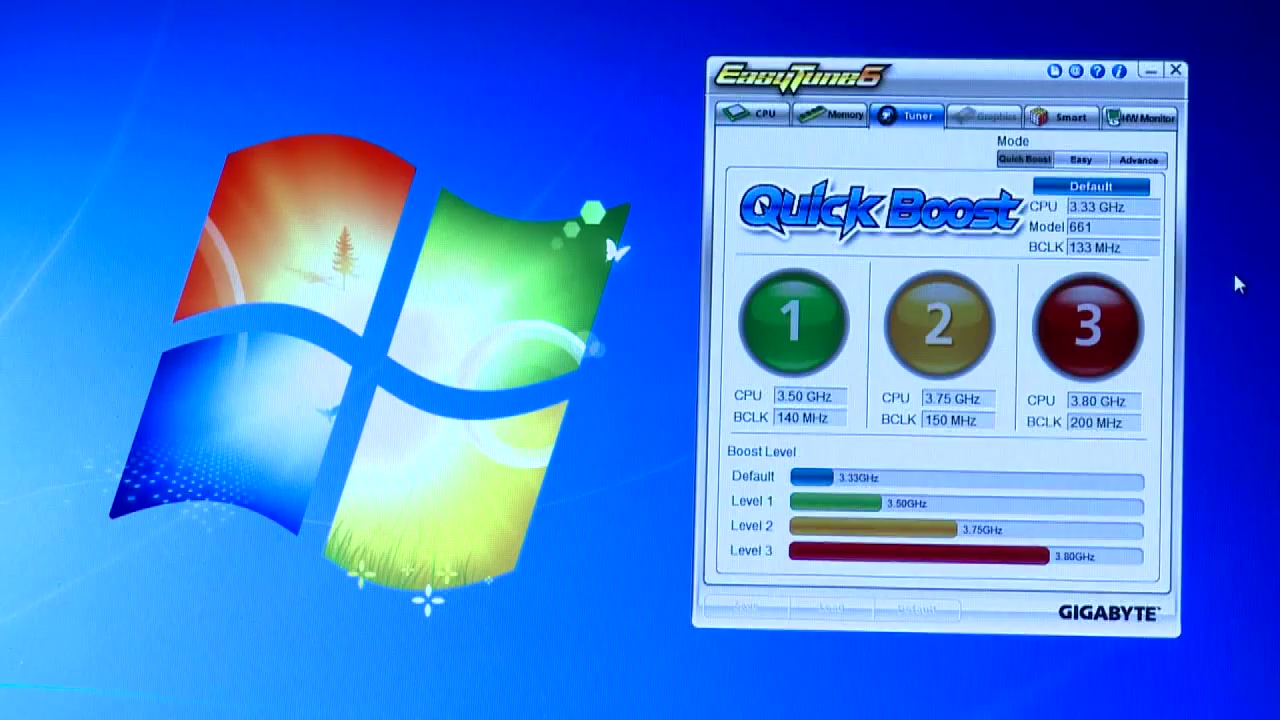 EasyTune6
CPU Memory Tuner Graphics Smart HW Monitor
Mode
Quick Boost Easy Advance
Quick Boost
Default
CPU 3.33 GHz
Model 661
BCLK 133 MHz
1 2 3
CPU 3.50 GHz CPU 3.75 GHz CPU 3.80 GHz
BCLK 140 MHz BCLK 150 MHz BCLK 200 MHz
Boost Level
Default 3.33GHz
Level 1 3.50GHz
Level 2 3.75GHz
Level 3 3.80GHz
Save Load Default
GIGABYTE